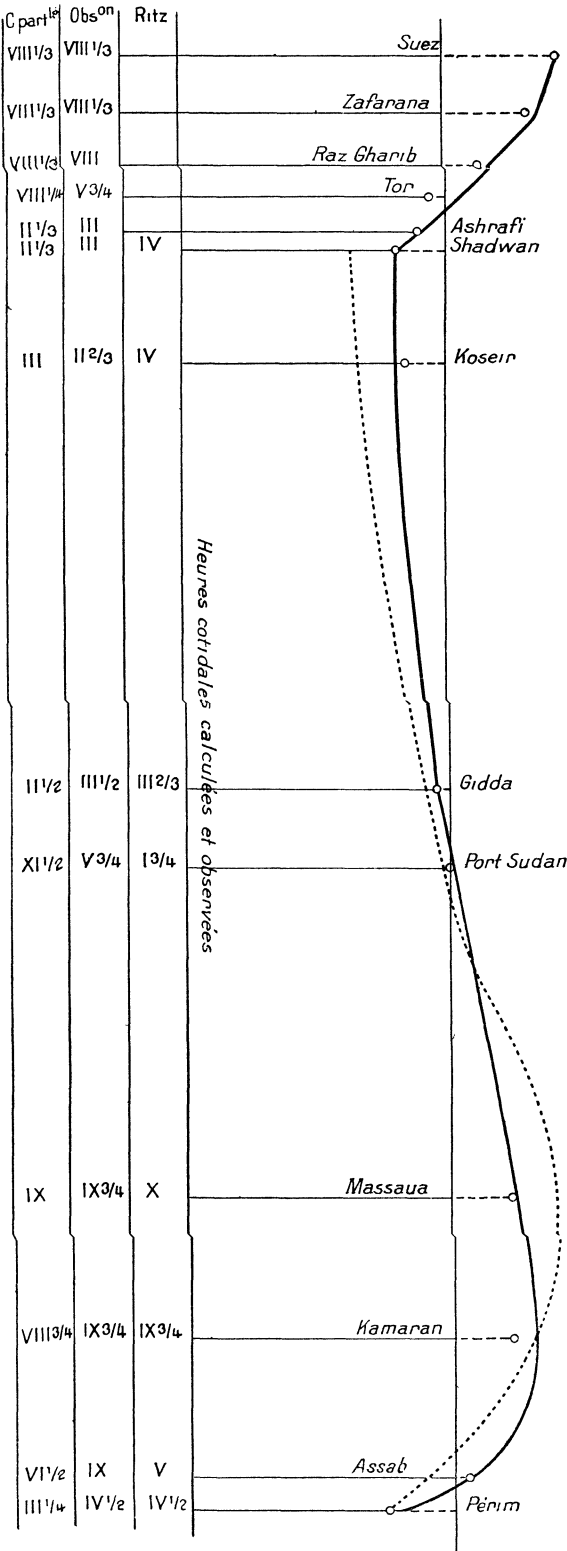 C partle Obson Ritz
VIII 1/3 VIII 1/3 Suez
VIII 1/3 VIII 1/3 Zafarana
VIII 1/3 VIII Raz Gharib
VIII 1/4 V 3/4 Tor
II 1/3 III Ashrafi
II 1/3 III IV Shadwan
III II 2/3 IV Koseir
Heures cotidales calculées et observées
II 1/2 III 1/2 III 2/3 Gidda
XI 1/2 V 3/4 I 3/4 Port Sudan
IX IX 3/4 X Massaua
VIII 3/4 IX 3/4 IX 3/4 Kamaran
VI 1/2 IX V Assab
III 1/4 IV 1/2 IV 1/2 Périm